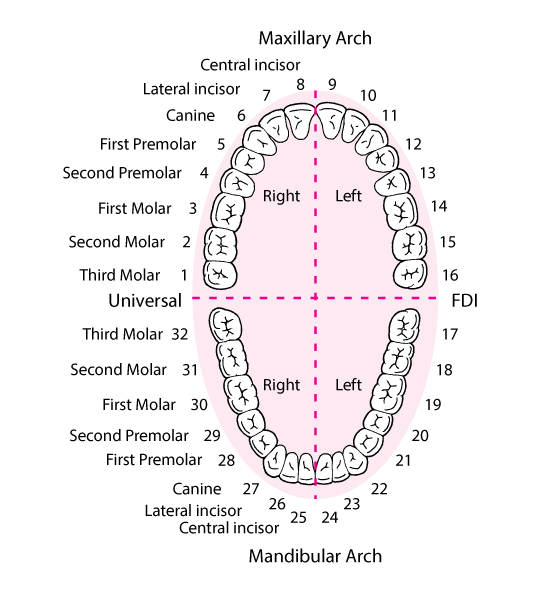 Maxillary Arch
Central incisor 8 9
Lateral incisor 7 10
Canine 6 11
First Premolar 5 12
Second Premolar 4 13
Right Left
First Molar 3 14
Second Molar 2 15
Third Molar 1 16
Universal FDI
Third Molar 32 17
Second Molar 31 18
Right Left
First Molar 30 19
Second Premolar 29 20
First Premolar 28 21
Canine 27 22
Lateral incisor 26 23
Central incisor 25 24
Mandibular Arch